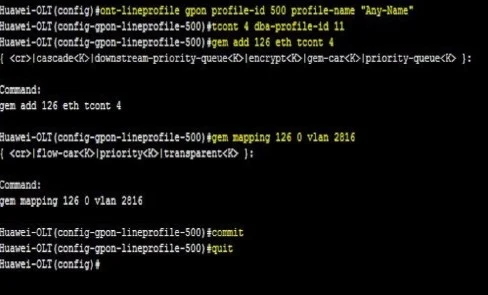 Huawei-OLT(config)#ont-lineprofile gpon profile-id 500 profile-name "Any-Name"
Huawei-OLT(config-gpon-lineprofile-500)#tcont 4 dba-profile-id 11
Huawei-OLT(config-gpon-lineprofile-500)#gem add 126 eth tcont 4
{ <cr>|cascade<K>|downstream-priority-queue<K>|encrypt<K>|gem-car<K>|priority-queue<K> }:
Command:
gem add 126 eth tcont 4
Huawei-OLT(config-gpon-lineprofile-500)#gem mapping 126 0 vlan 2816
{ <cr>|flow-car<K>|priority<K>|transparent<K> }:
Command:
gem mapping 126 0 vlan 2816
Huawei-OLT(config-gpon-lineprofile-500)#commit
Huawei-OLT(config-gpon-lineprofile-500)#quit
Huawei-OLT(config)#